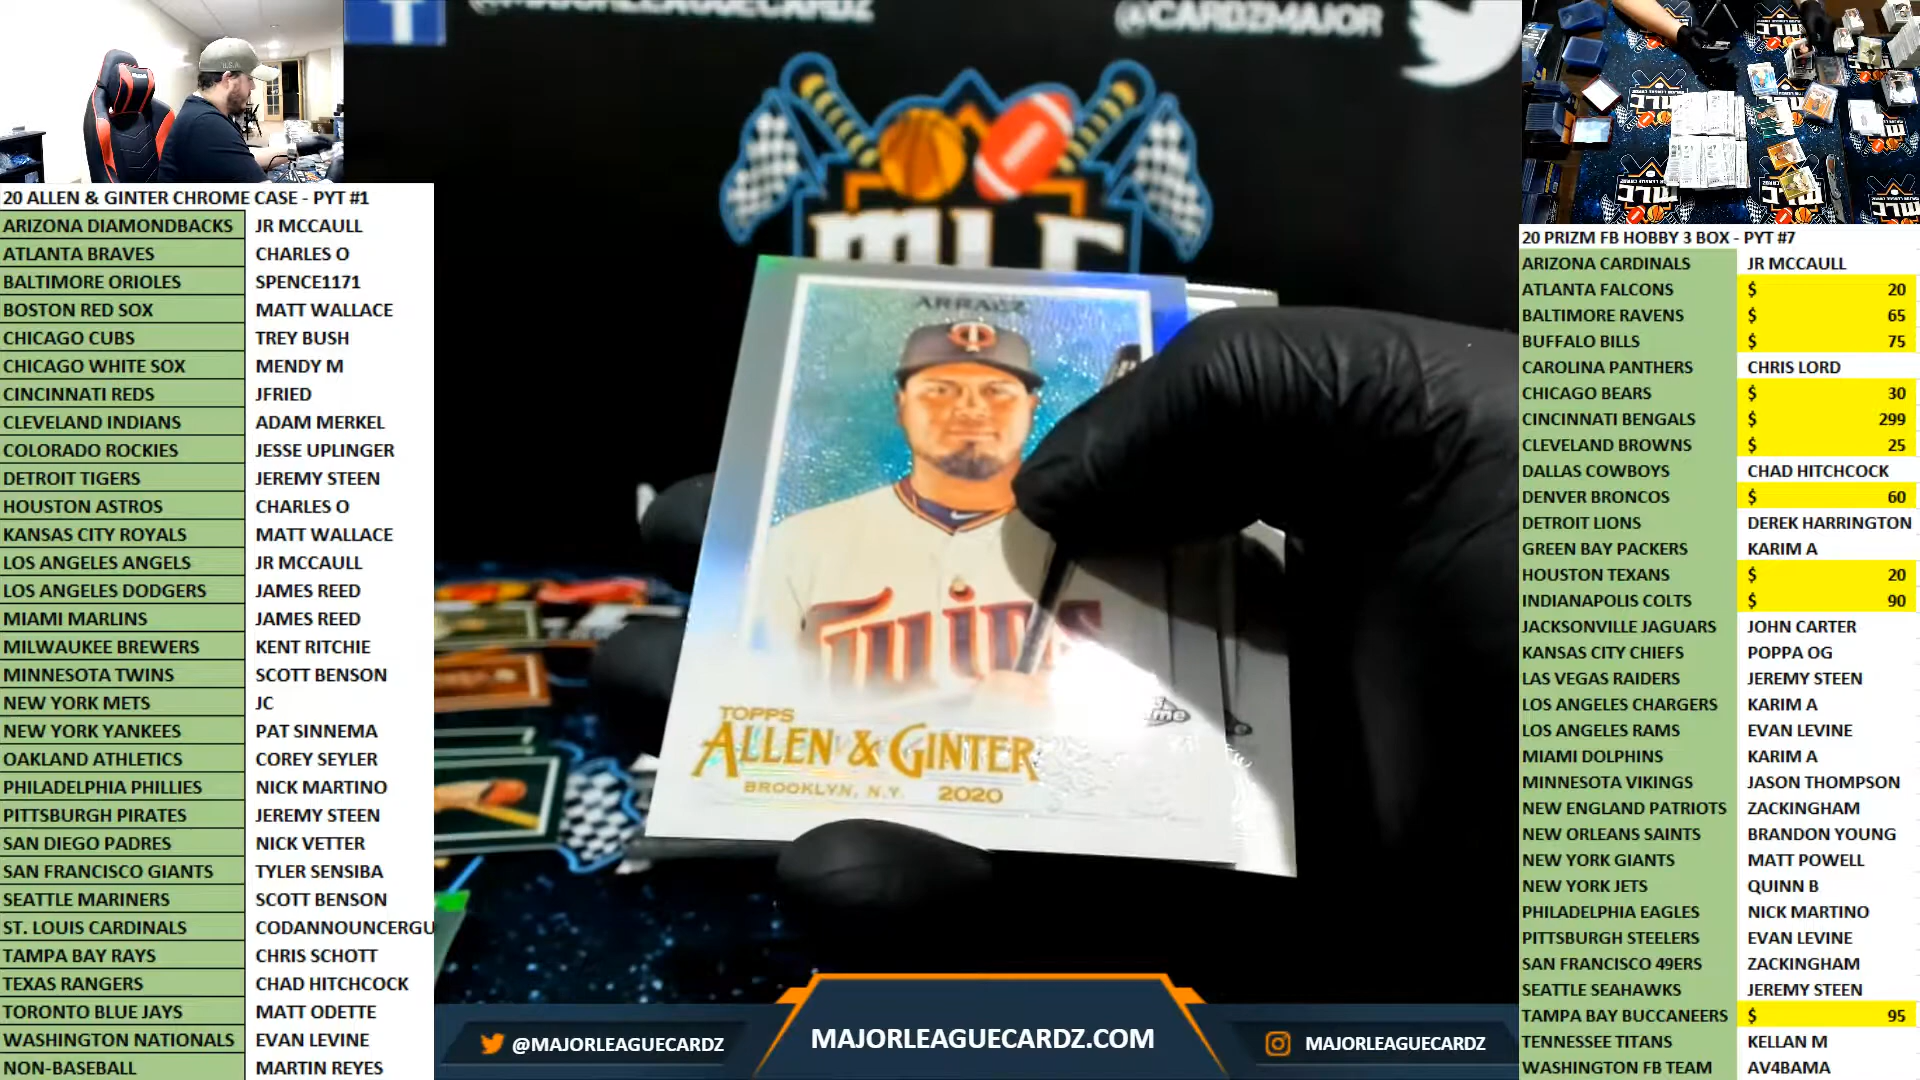 @MAJORLEAGUECARDZ
@CARDZMAJOR
MLC
ARRAEZ
Twins
TOPPS
ALLEN & GINTER
BROOKLYN, N.Y. 2020
20 ALLEN & GINTER CHROME CASE - PYT #1
ARIZONA DIAMONDBACKS JR MCCAULL
ATLANTA BRAVES CHARLES O
BALTIMORE ORIOLES SPENCE1171
BOSTON RED SOX MATT WALLACE
CHICAGO CUBS TREY BUSH
CHICAGO WHITE SOX MENDY M
CINCINNATI REDS JFRIED
CLEVELAND INDIANS ADAM MERKEL
COLORADO ROCKIES JESSE UPLINGER
DETROIT TIGERS JEREMY STEEN
HOUSTON ASTROS CHARLES O
KANSAS CITY ROYALS MATT WALLACE
LOS ANGELES ANGELS JR MCCAULL
LOS ANGELES DODGERS JAMES REED
MIAMI MARLINS JAMES REED
MILWAUKEE BREWERS KENT RITCHIE
MINNESOTA TWINS SCOTT BENSON
NEW YORK METS JC
NEW YORK YANKEES PAT SINNEMA
OAKLAND ATHLETICS COREY SEYLER
PHILADELPHIA PHILLIES NICK MARTINO
PITTSBURGH PIRATES JEREMY STEEN
SAN DIEGO PADRES NICK VETTER
SAN FRANCISCO GIANTS TYLER SENSIBA
SEATTLE MARINERS SCOTT BENSON
ST. LOUIS CARDINALS CODANNOUNCERGU
TAMPA BAY RAYS CHRIS SCHOTT
TEXAS RANGERS CHAD HITCHCOCK
TORONTO BLUE JAYS MATT ODETTE
WASHINGTON NATIONALS EVAN LEVINE
NON-BASEBALL MARTIN REYES
20 PRIZM FB HOBBY 3 BOX - PYT #7
ARIZONA CARDINALS JR MCCAULL
ATLANTA FALCONS $ 20
BALTIMORE RAVENS $ 65
BUFFALO BILLS $ 75
CAROLINA PANTHERS CHRIS LORD
CHICAGO BEARS $ 30
CINCINNATI BENGALS $ 299
CLEVELAND BROWNS $ 25
DALLAS COWBOYS CHAD HITCHCOCK
DENVER BRONCOS $ 60
DETROIT LIONS DEREK HARRINGTON
GREEN BAY PACKERS KARIM A
HOUSTON TEXANS $ 20
INDIANAPOLIS COLTS $ 90
JACKSONVILLE JAGUARS JOHN CARTER
KANSAS CITY CHIEFS POPPA OG
LAS VEGAS RAIDERS JEREMY STEEN
LOS ANGELES CHARGERS KARIM A
LOS ANGELES RAMS EVAN LEVINE
MIAMI DOLPHINS KARIM A
MINNESOTA VIKINGS JASON THOMPSON
NEW ENGLAND PATRIOTS ZACKINGHAM
NEW ORLEANS SAINTS BRANDON YOUNG
NEW YORK GIANTS MATT POWELL
NEW YORK JETS QUINN B
PHILADELPHIA EAGLES NICK MARTINO
PITTSBURGH STEELERS EVAN LEVINE
SAN FRANCISCO 49ERS ZACKINGHAM
SEATTLE SEAHAWKS JEREMY STEEN
TAMPA BAY BUCCANEERS $ 95
TENNESSEE TITANS KELLAN M
WASHINGTON FB TEAM AV4BAMA
@MAJORLEAGUECARDZ
MAJORLEAGUECARDZ.COM
MAJORLEAGUECARDZ